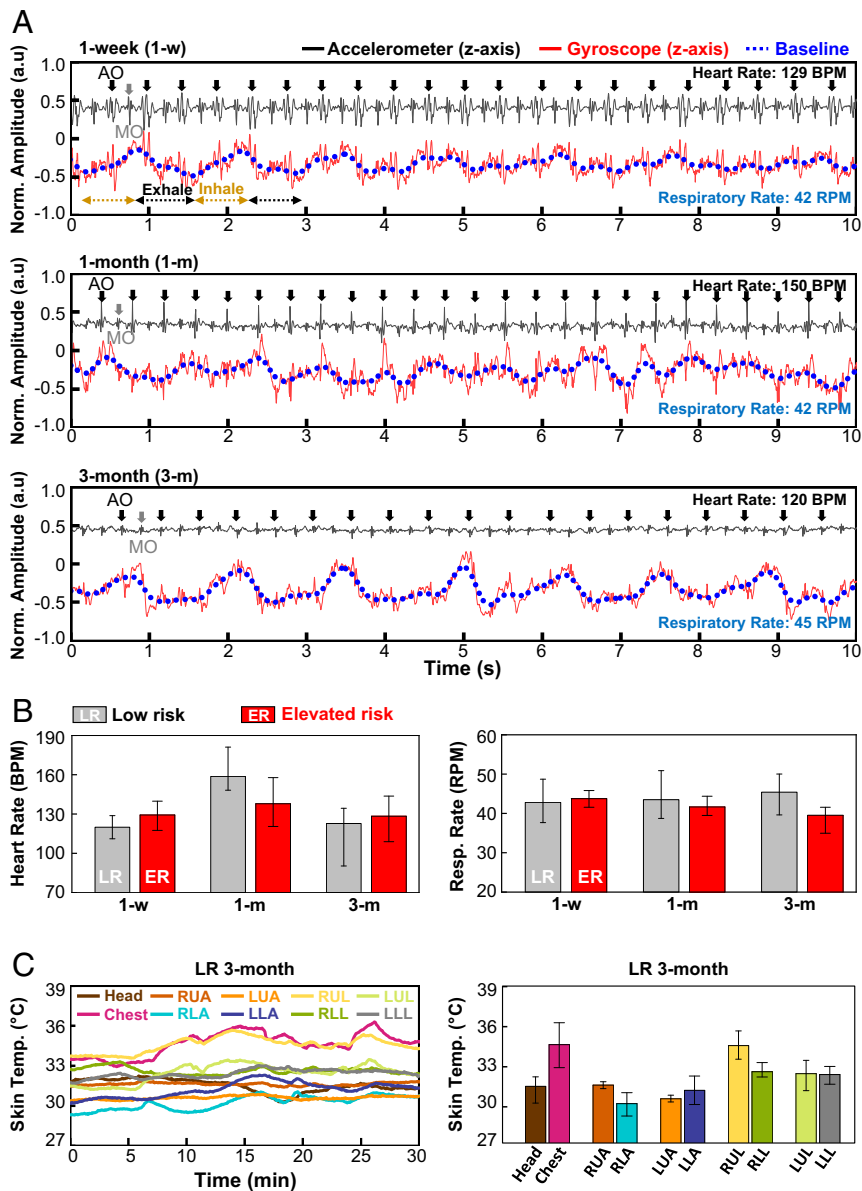 A
1-week (1-w)
Accelerometer (z-axis) Gyroscope (z-axis) Baseline
Norm. Amplitude (a.u)
1.0
0.5
0
-0.5
-1.0
AO
MO
Heart Rate: 129 BPM
Exhale Inhale
Respiratory Rate: 42 RPM
0 1 2 3 4 5 6 7 8 9 10
1-month (1-m)
Norm. Amplitude (a.u)
1.0
0.5
0
-0.5
-1.0
AO
MO
Heart Rate: 150 BPM
Respiratory Rate: 42 RPM
0 1 2 3 4 5 6 7 8 9 10
3-month (3-m)
Norm. Amplitude (a.u)
1.0
0.5
0
-0.5
-1.0
AO
MO
Heart Rate: 120 BPM
Respiratory Rate: 45 RPM
0 1 2 3 4 5 6 7 8 9 10
Time (s)
B
LR Low risk ER Elevated risk
Heart Rate (BPM)
190
160
130
100
70
LR ER
1-w 1-m 3-m
Resp. Rate (RPM)
60
50
40
30
20
LR ER
1-w 1-m 3-m
C
LR 3-month
Skin Temp. (°C)
39
36
33
30
27
Head RUA LUA RUL LUL
Chest RLA LLA RLL LLL
0 5 10 15 20 25 30
Time (min)
LR 3-month
Skin Temp. (°C)
39
36
33
30
27
Head Chest RUA RLA LUA LLA RUL RLL LUL LLL